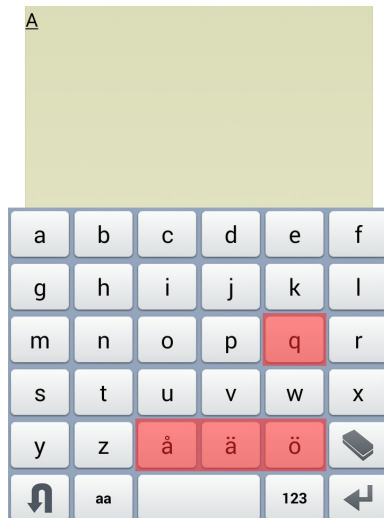 A
a b c d e f
g h i j k l
m n o p q r
s t u v w x
y z å ä ö
aa 123